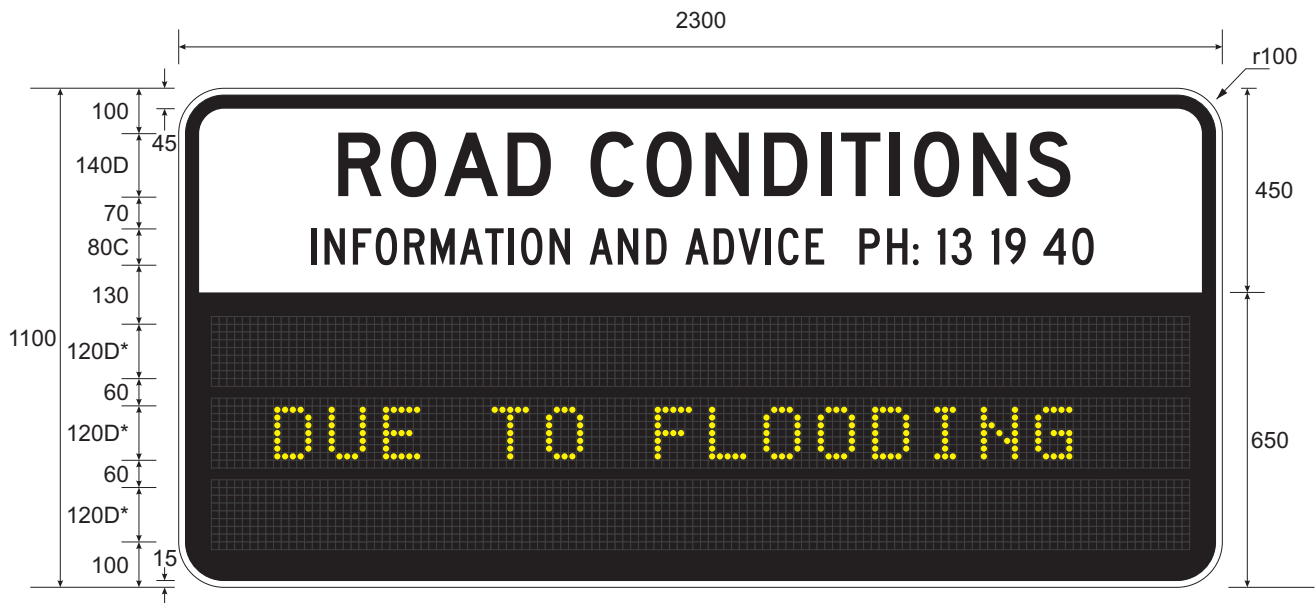 2300
r100
100
45
140D
70
80C
130
1100
120D*
60
120D*
60
120D*
100
15
450
650
ROAD CONDITIONS
INFORMATION AND ADVICE PH: 13 19 40
DUE TO FLOODING